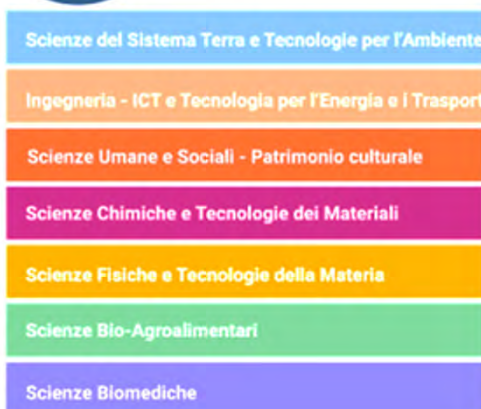 Scienze del Sistema Terra e Tecnologie per l'Ambiente
Ingegneria - ICT e Tecnologia per l'Energia e i Trasport
Scienze Umane e Sociali - Patrimonio culturale
Scienze Chimiche e Tecnologie dei Materiali
Scienze Fisiche e Tecnologie della Materia
Scienze Bio-Agroalimentari
Scienze Biomediche